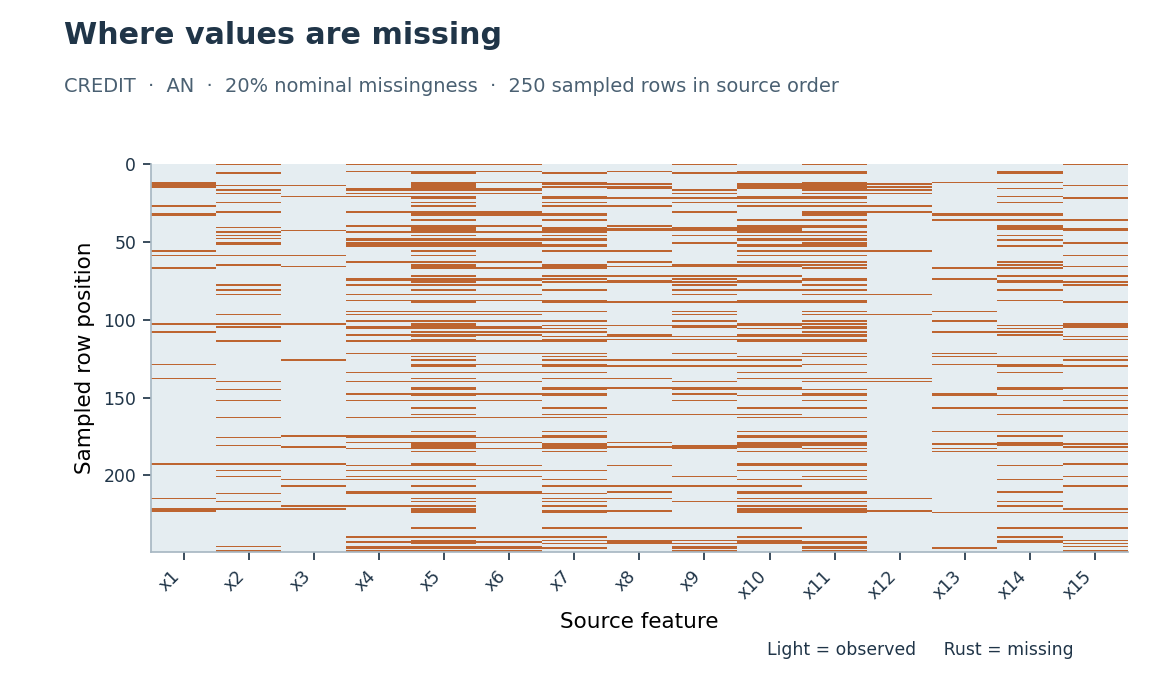 Where values are missing
CREDIT · AN · 20% nominal missingness · 250 sampled rows in source order
0
50
100
150
200
Sampled row position
x1 x2 x3 x4 x5 x6 x7 x8 x9 x10 x11 x12 x13 x14 x15
Source feature
Light = observed Rust = missing